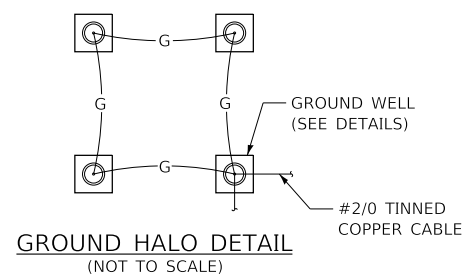 G
G
G
GROUND WELL
(SEE DETAILS)
G
#2/0 TINNED
COPPER CABLE
GROUND HALO DETAIL
(NOT TO SCALE)